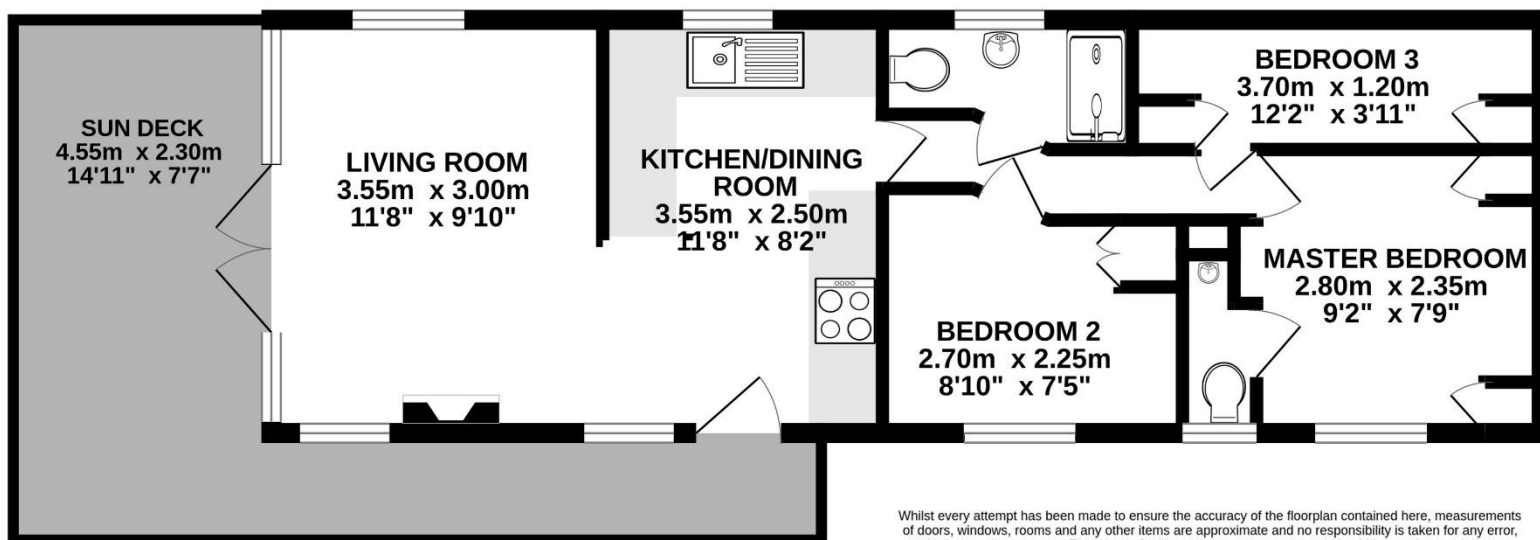 SUN DECK
4.55m x 2.30m
14'11" x 7'7"
LIVING ROOM
3.55m x 3.00m
11'8" x 9'10"
KITCHEN/DINING
ROOM
3.55m x 2.50m
11'8" x 8'2"
BEDROOM 3
3.70m x 1.20m
12'2" x 3'11"
BEDROOM 2
2.70m x 2.25m
8'10" x 7'5"
MASTER BEDROOM
2.80m x 2.35m
9'2" x 7'9"
Whilst every attempt has been made to ensure the accuracy of the floorplan contained here, measurements
of doors, windows, rooms and any other items are approximate and no responsibility is taken for any error,